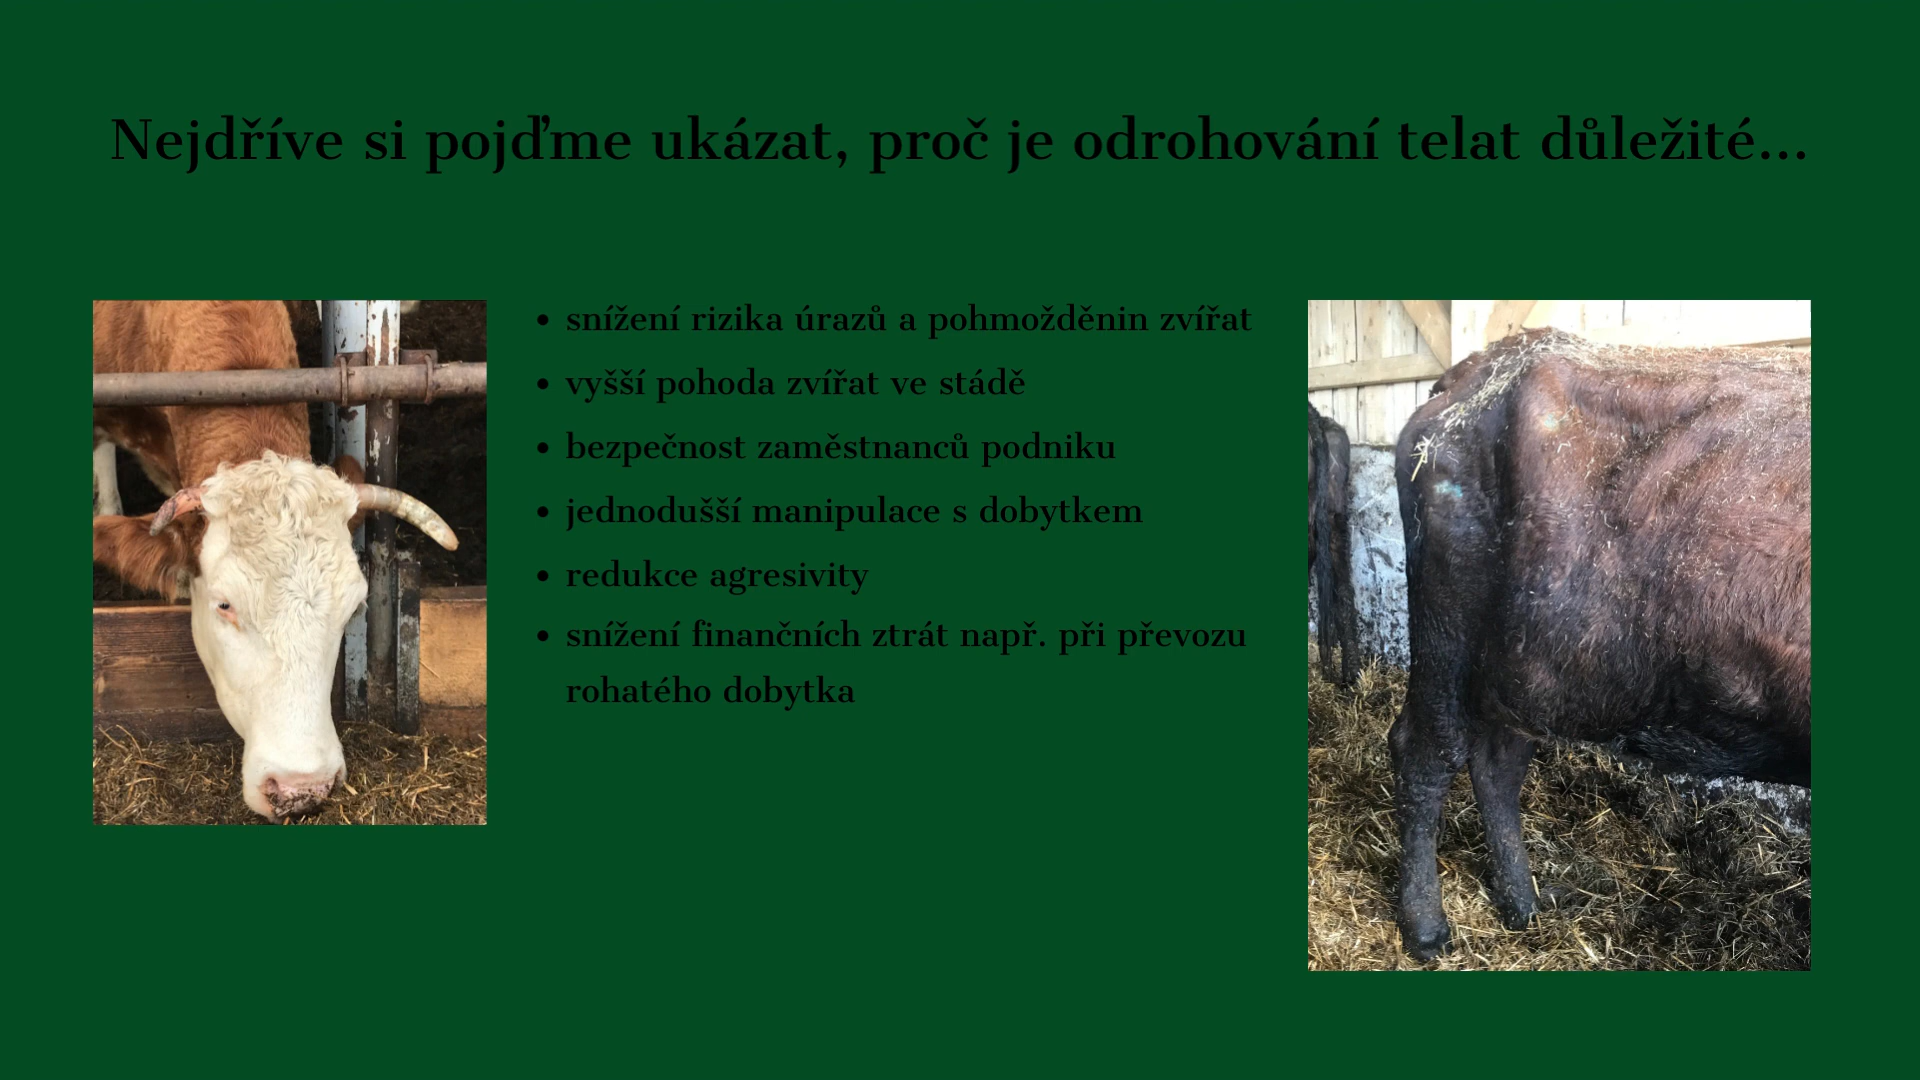 Nejdříve si pojďme ukázat, proč je odrohování telat důležité...
• snížení rizika úrazů a pohmožděnin zvířat
• vyšší pohoda zvířat ve stádě
• bezpečnost zaměstnanců podniku
• jednodušší manipulace s dobytkem
• redukce agresivity
• snížení finančních ztrát např. při převozu
rohatého dobytka